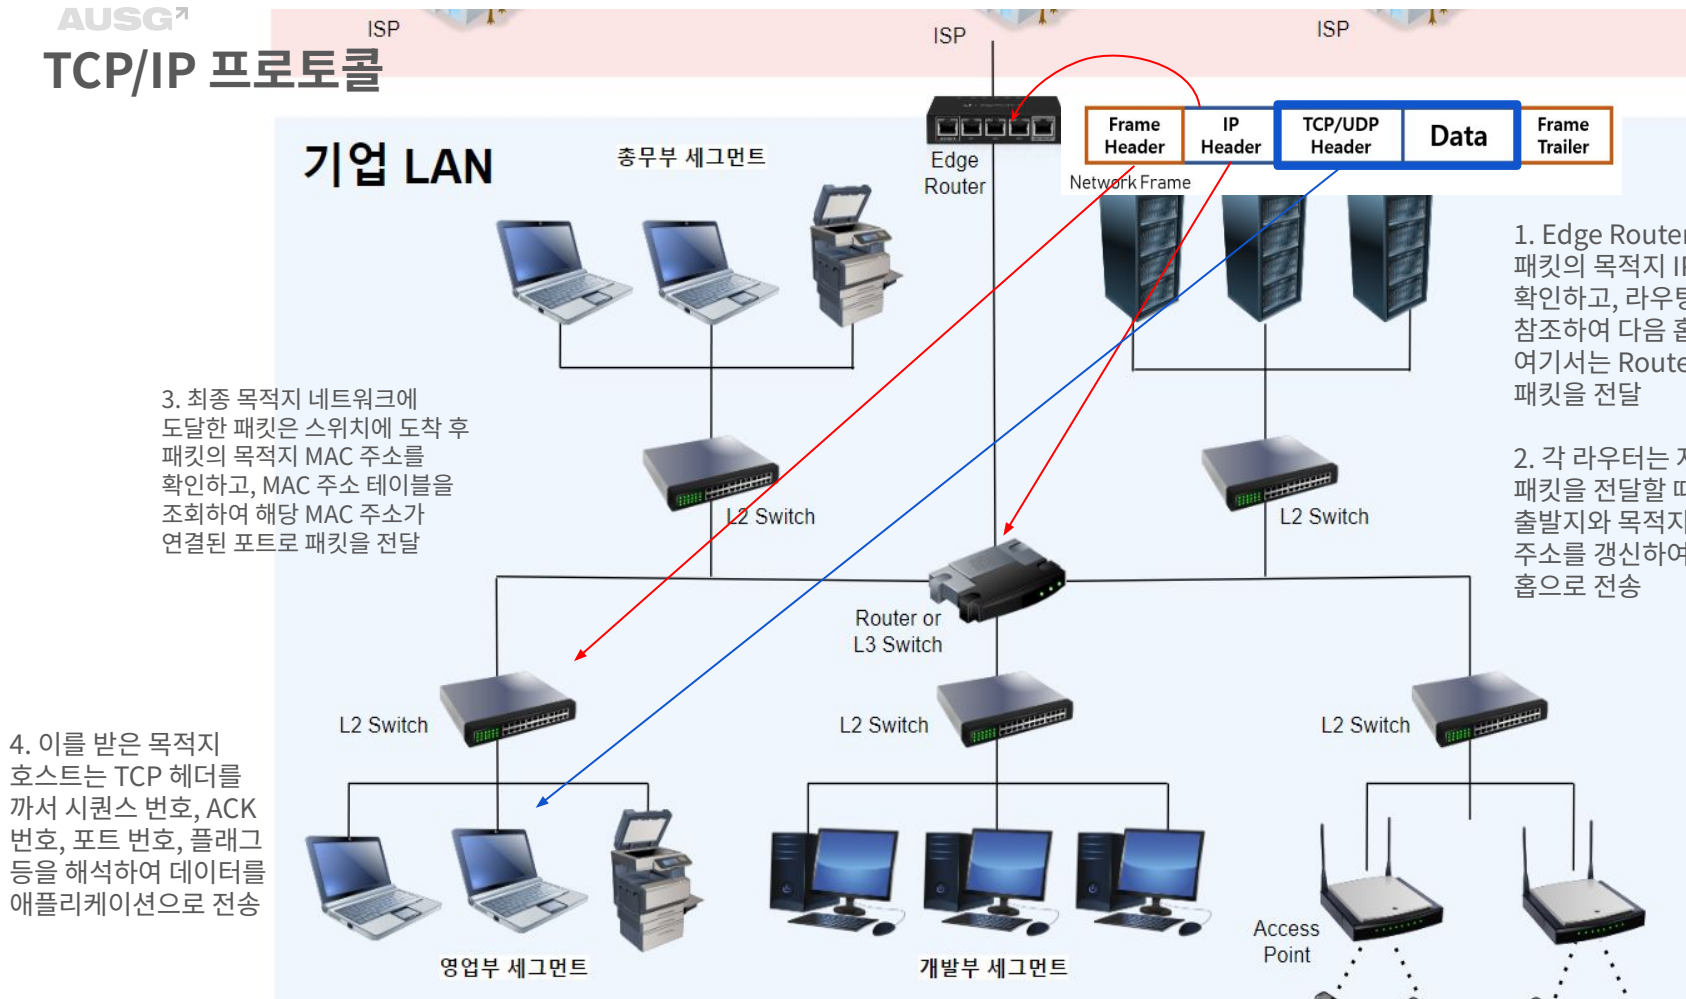 AUSG
TCP/IP 프로토콜
ISP
ISP
ISP
기업 LAN
총무부 세그먼트
Edge
Router
Frame
Header
IP
Header
TCP/UDP
Header
Data
Frame
Trailer
Network Frame
1. Edge Router
패킷의 목적지
확인하고,
참조하여 다음
여기서는
패킷을 전달
2. 각 라우터는
패킷을 전달할
출발지와 목적지
주소를 갱신하여
홉으로 전송
3. 최종 목적지 네트워크에
도달한 패킷은 스위치에 도착 후
패킷의 목적지 MAC 주소를
확인하고, MAC 주소 테이블을
조회하여 해당 MAC 주소가
연결된 포트로 패킷을 전달
L2 Switch
L2 Switch
Router or
L3 Switch
L2 Switch
L2 Switch
L2 Switch
4. 이를 받은 목적지
호스트는 TCP 헤더를
까서 시퀀스 번호, ACK
번호, 포트 번호, 플래그
등을 해석하여 데이터를
애플리케이션으로 전송
영업부 세그먼트
개발부 세그먼트
Access
Point